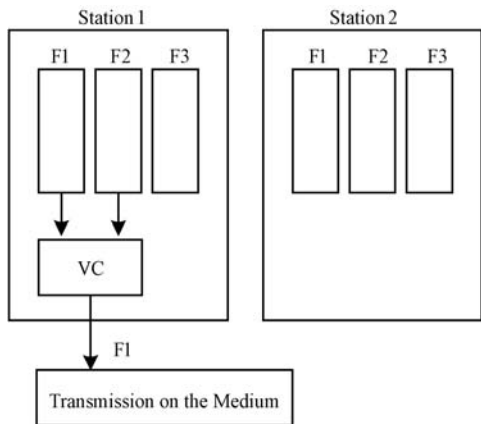 Station 1 Station 2
F1 F2 F3 F1 F2 F3
VC
F1
Transmission on the Medium